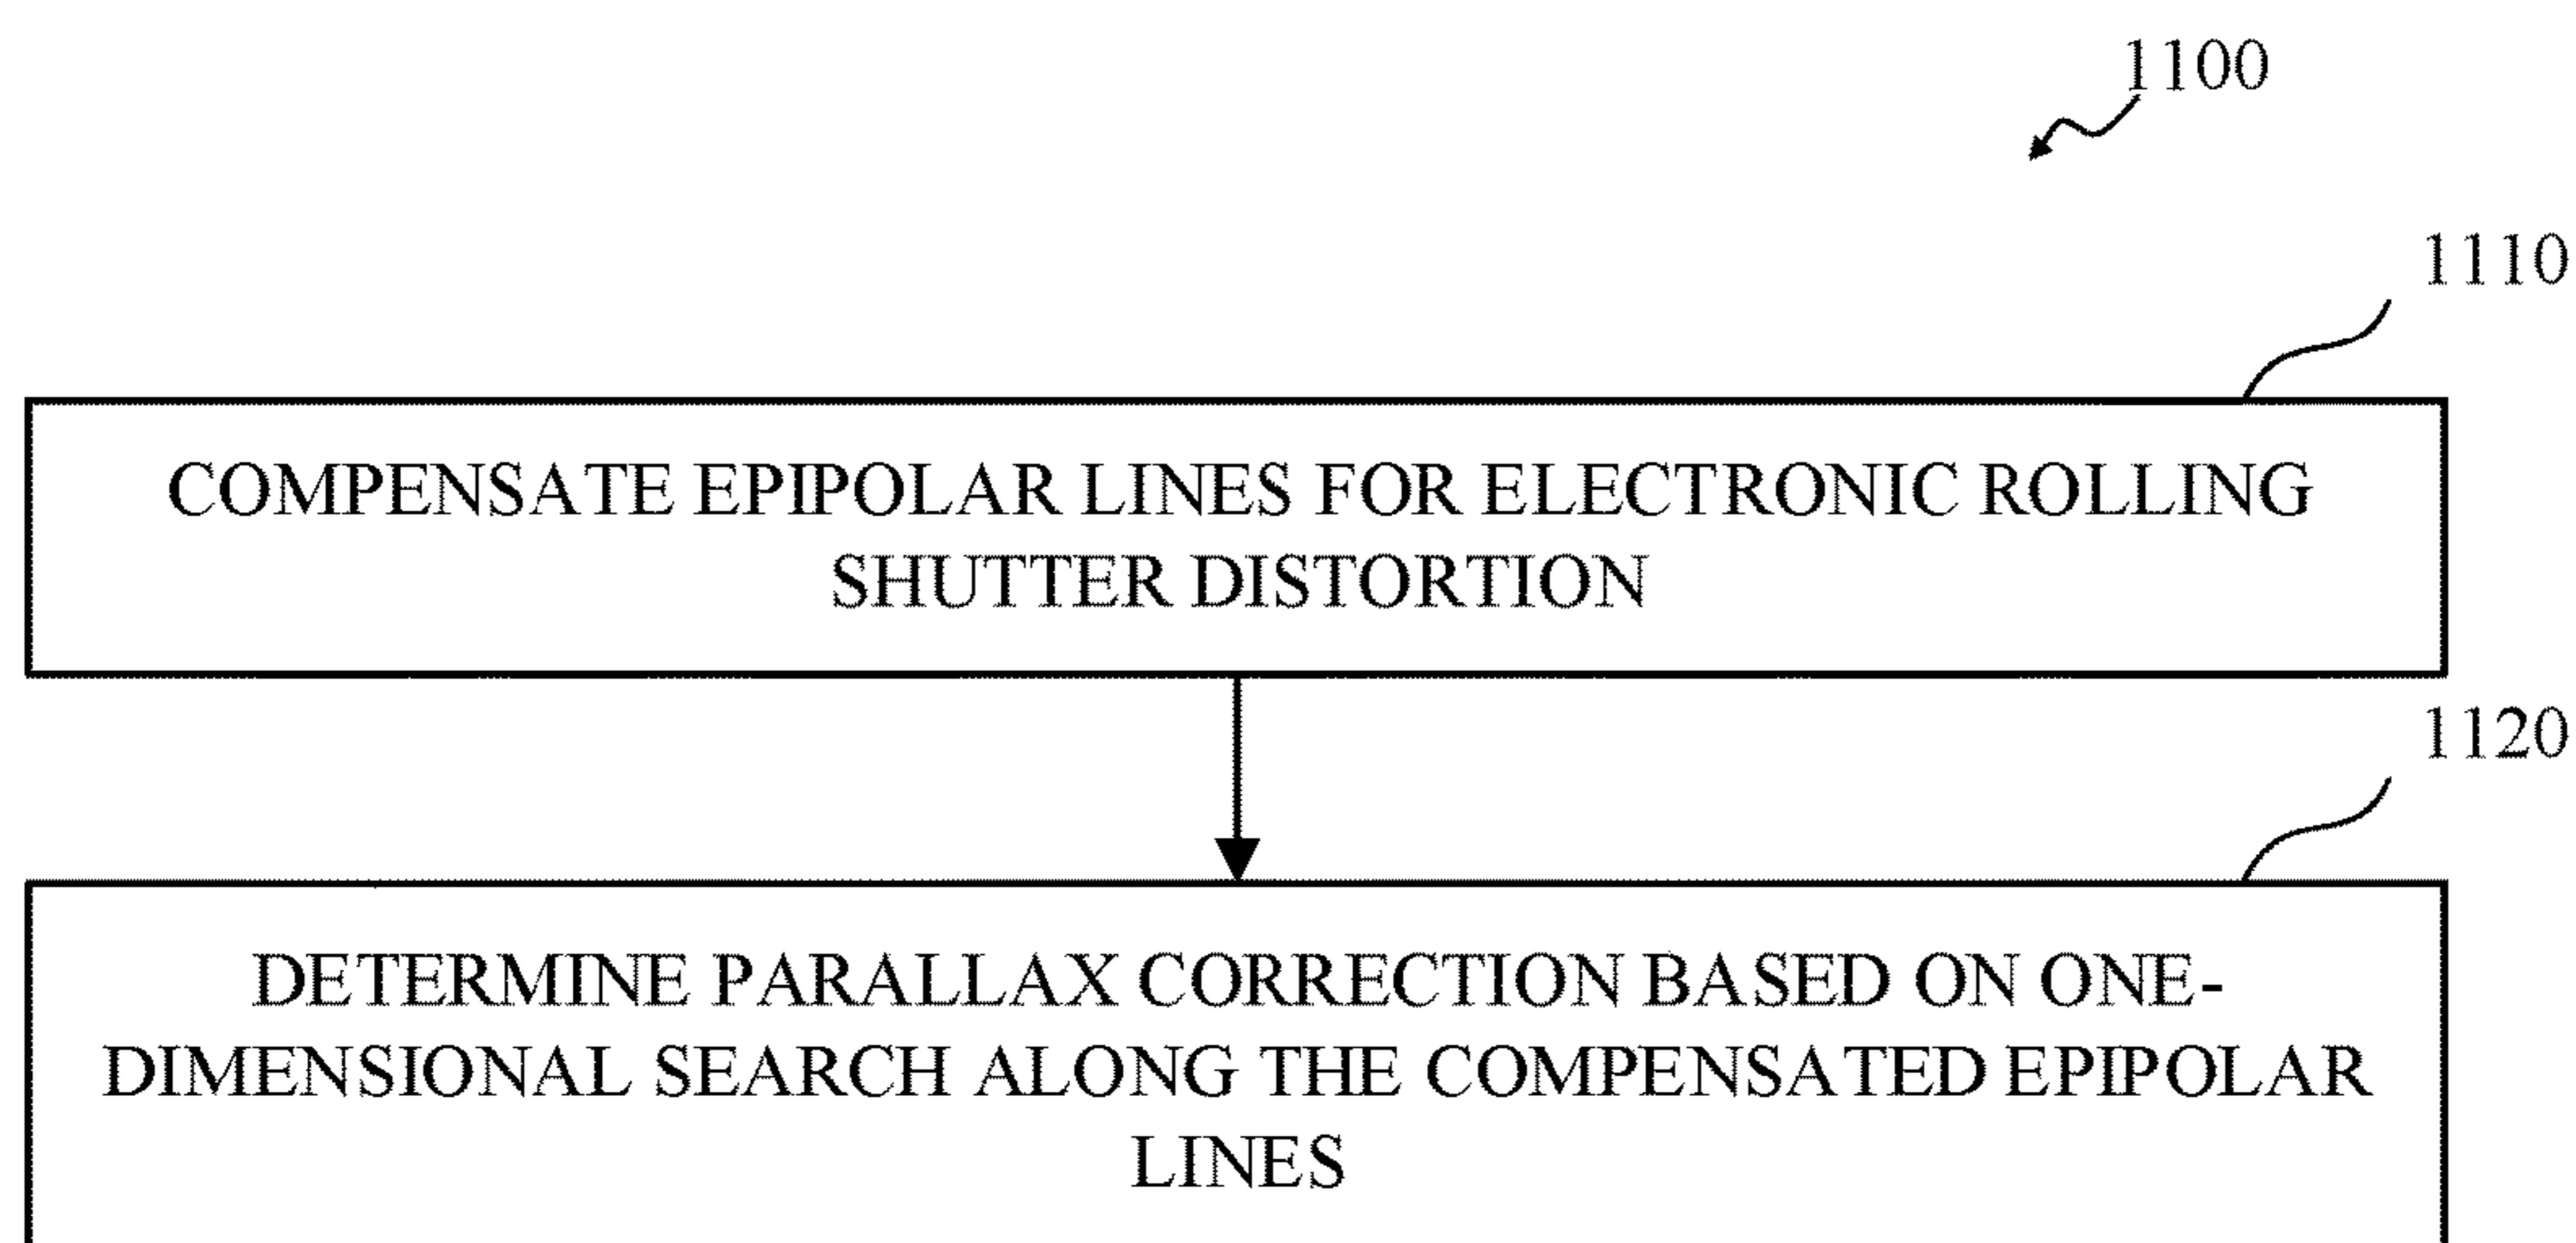 1100
1110
COMPENSATE EPIPOLAR LINES FOR ELECTRONIC ROLLING
SHUTTER DISTORTION
1120
DETERMINE PARALLAX CORRECTION BASED ON ONE-
DIMENSIONAL SEARCH ALONG THE COMPENSATED EPIPOLAR
LINES